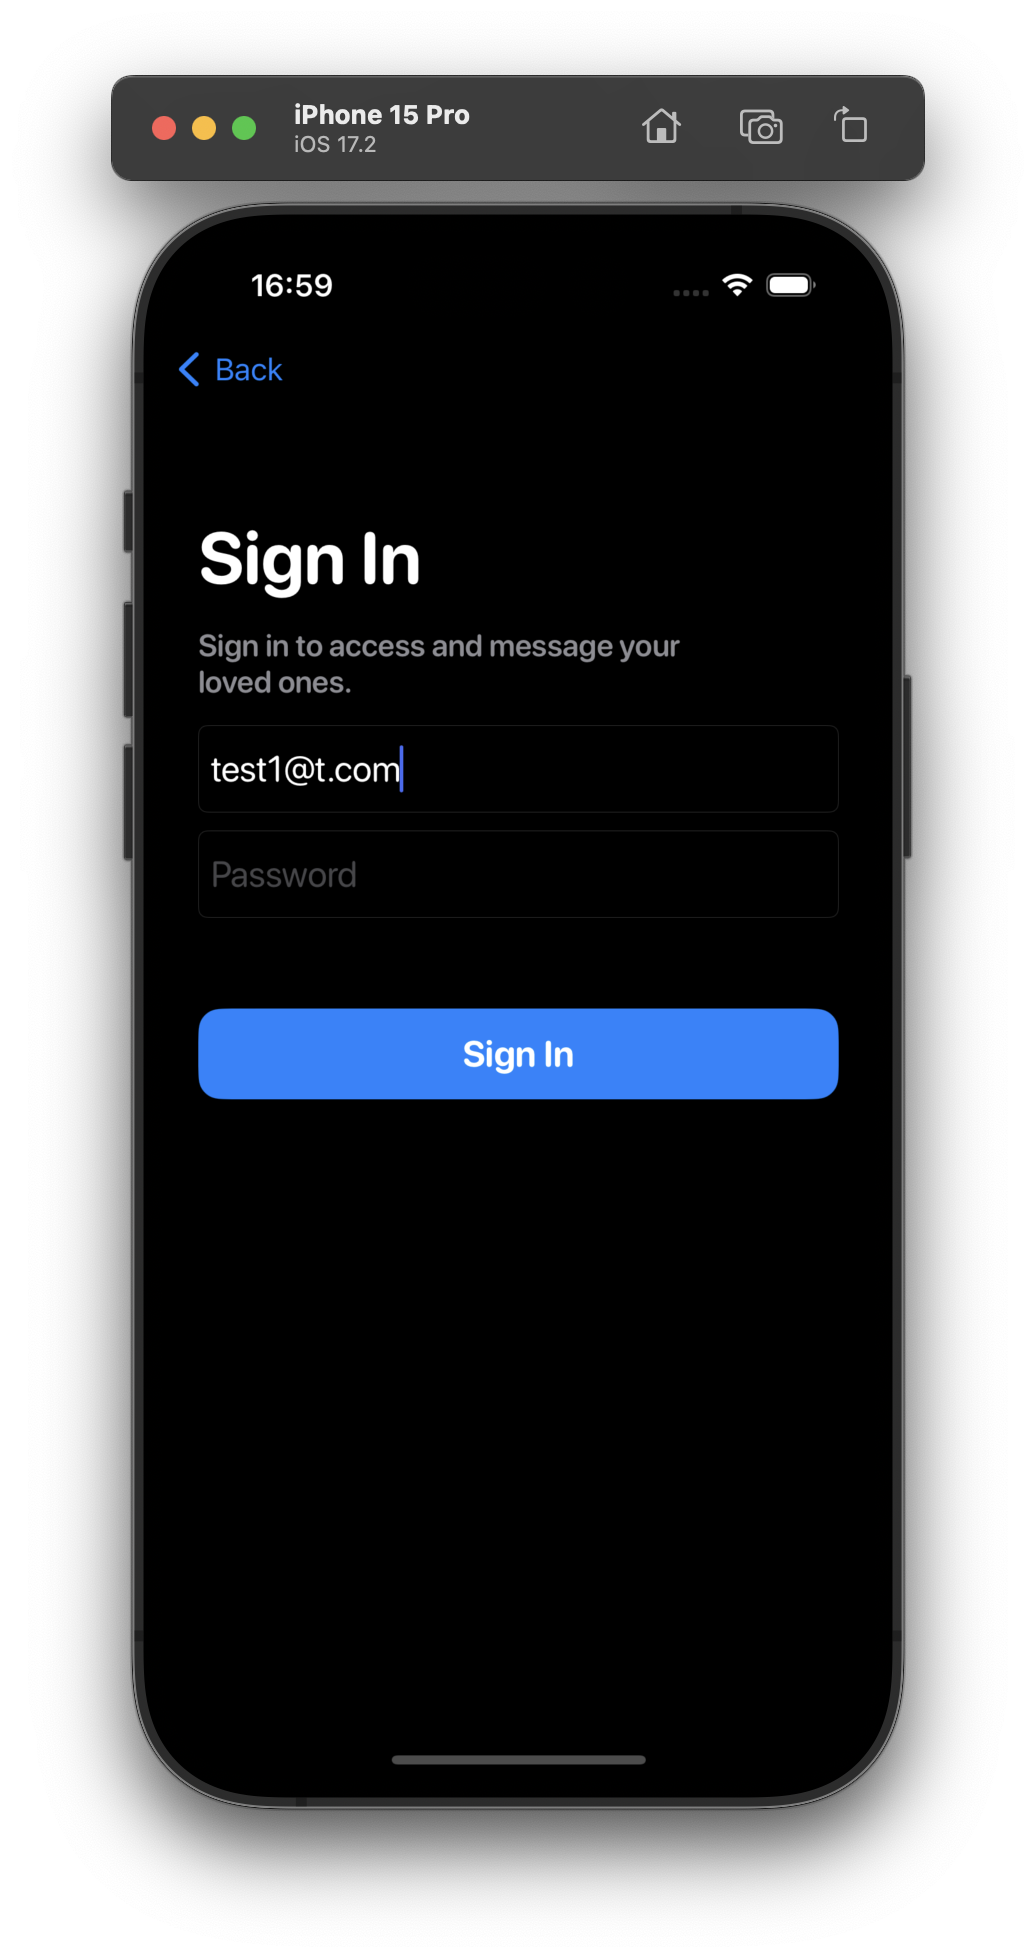 iPhone 15 Pro
iOS 17.2
16:59
Back
Sign In
Sign in to access and message your
loved ones.
test1@t.com
Password
Sign In